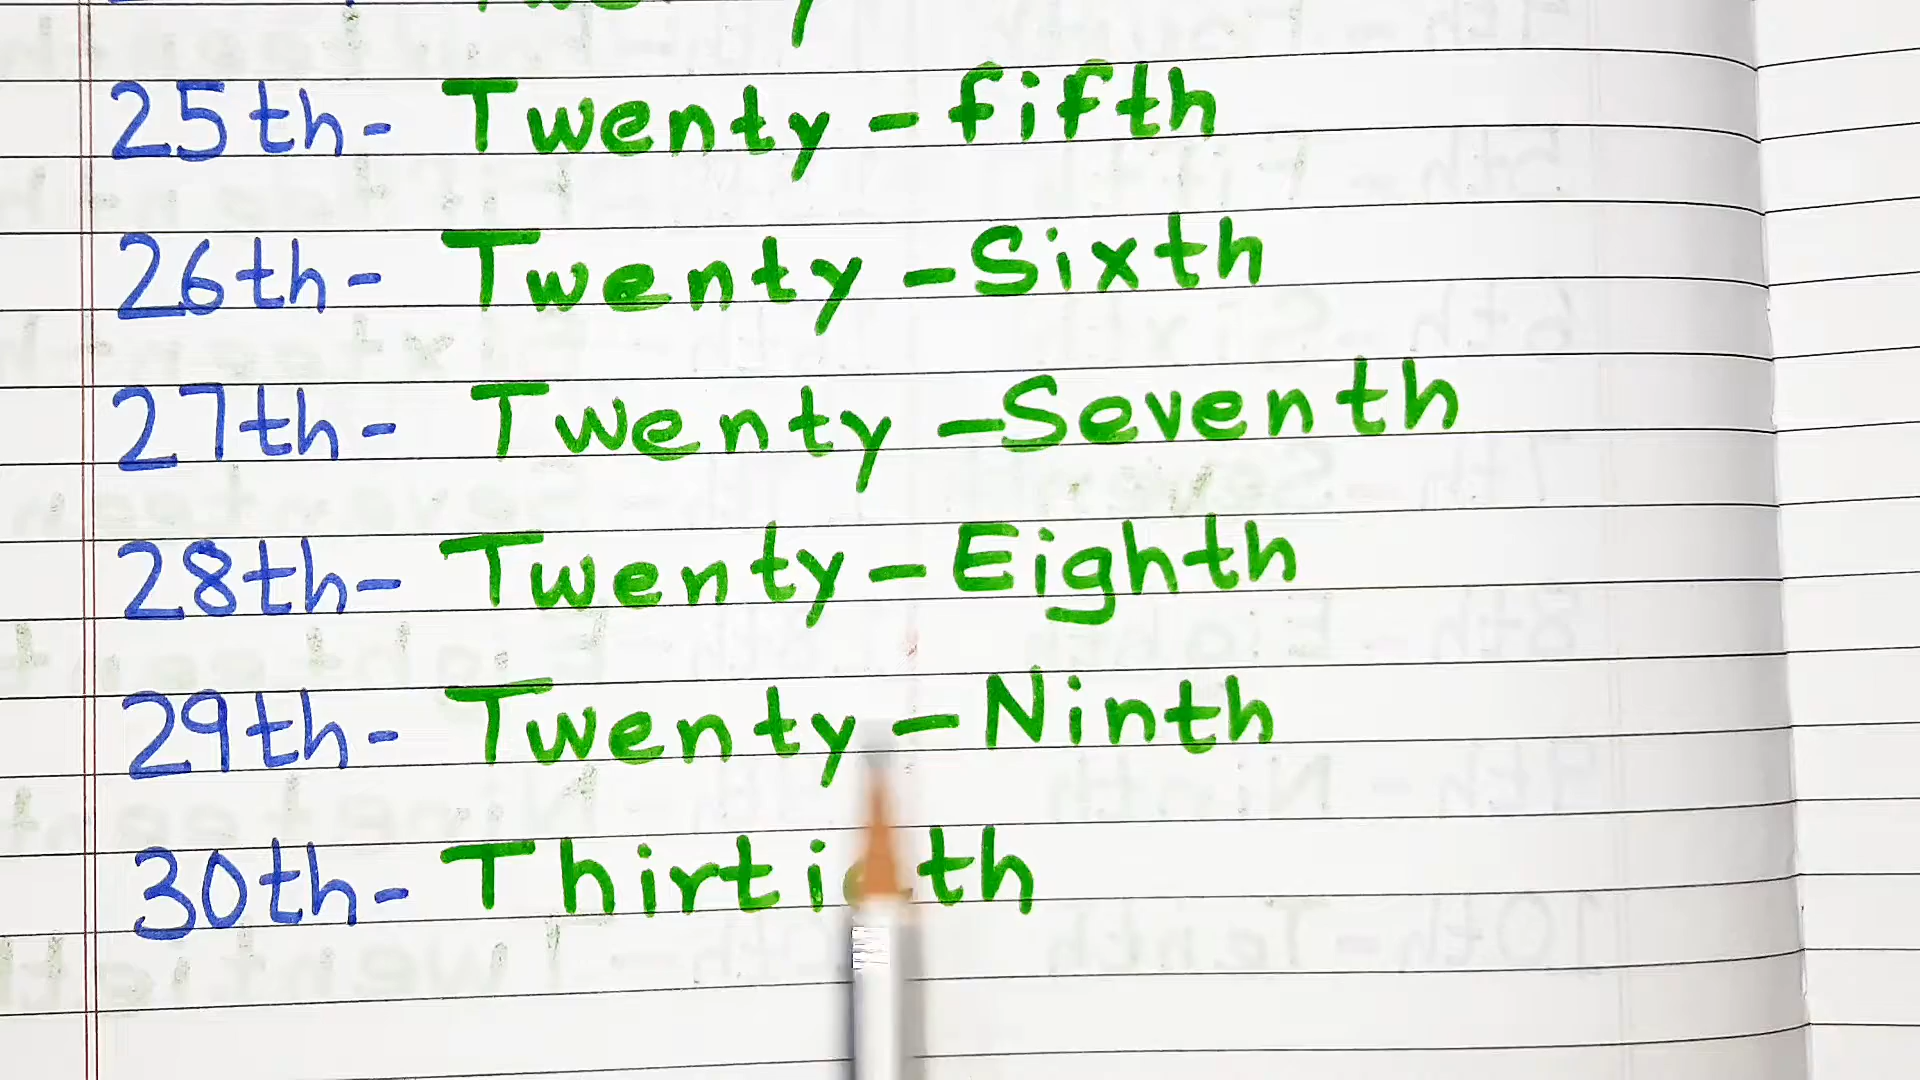 25th- Twenty-fifth
26th- Twenty-Sixth
27th- Twenty-Seventh
28th- Twenty-Eighth
29th- Twenty-Ninth
30th- Thirtieth